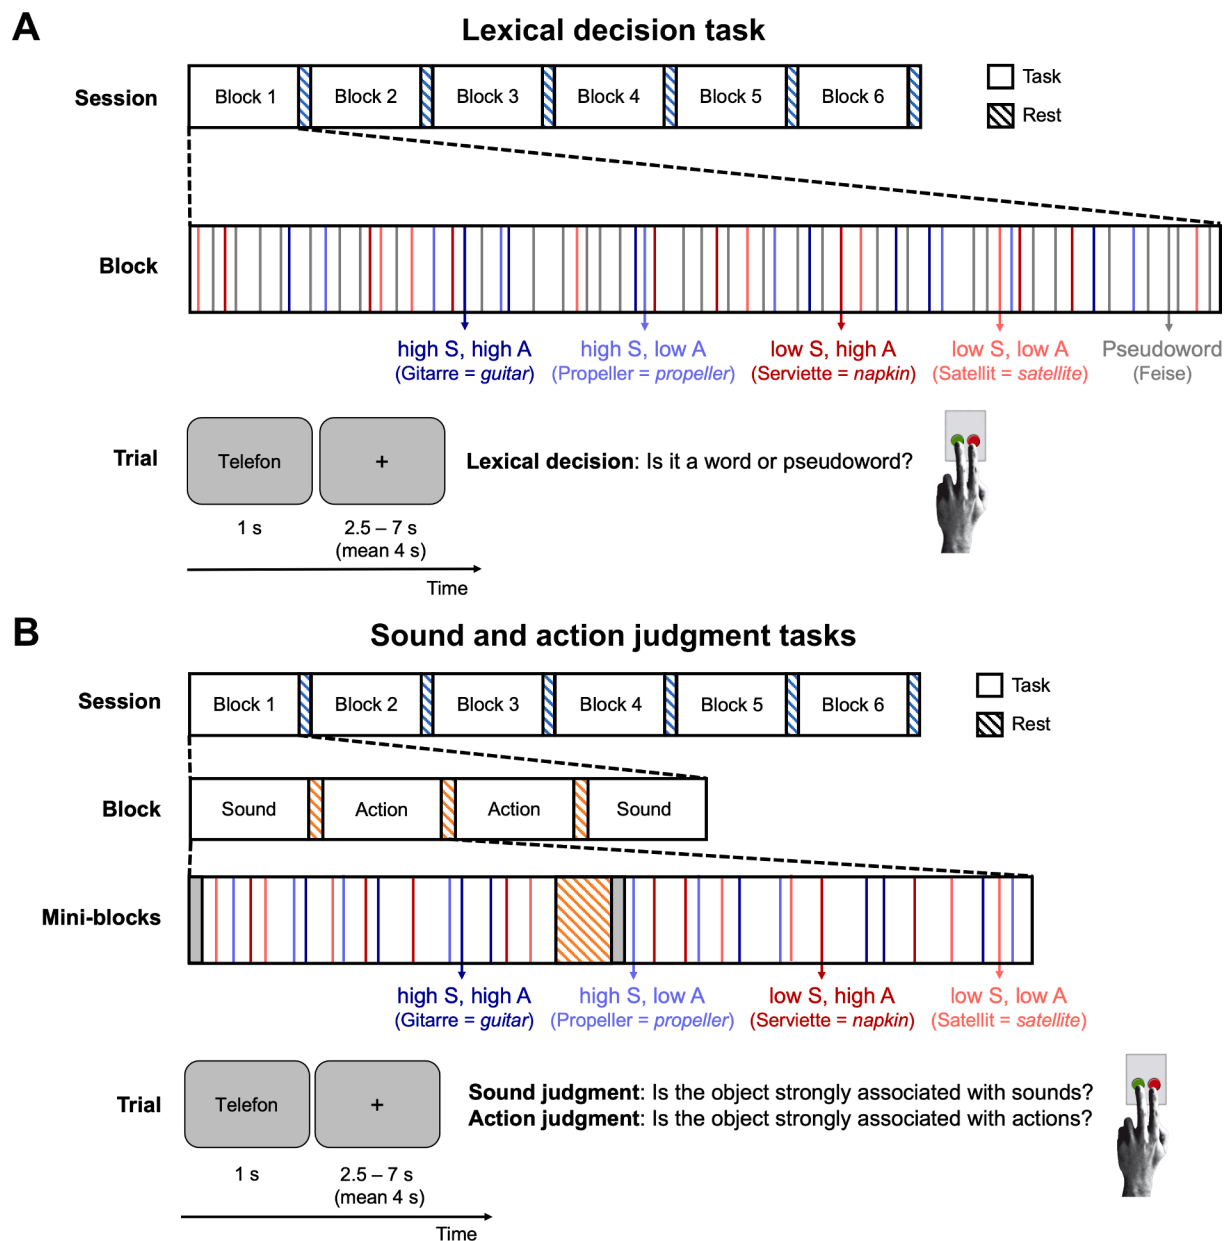 A
Lexical decision task
Session
Block 1
Block 2
Block 3
Block 4
Block 5
Block 6
Task
Rest
Block
high S, high A
(Gitarre = guitar)
high S, low A
(Propeller = propeller)
low S, high A
(Serviette = napkin)
low S, low A
(Satellit = satellite)
Pseudoword
(Feise)
Trial
Telefon
+
Lexical decision: Is it a word or pseudoword?
1 s
2.5 – 7 s
(mean 4 s)
Time
B
Sound and action judgment tasks
Session
Block 1
Block 2
Block 3
Block 4
Block 5
Block 6
Task
Rest
Block
Sound
Action
Action
Sound
Mini-blocks
high S, high A
(Gitarre = guitar)
high S, low A
(Propeller = propeller)
low S, high A
(Serviette = napkin)
low S, low A
(Satellit = satellite)
Trial
Telefon
+
Sound judgment: Is the object strongly associated with sounds?
Action judgment: Is the object strongly associated with actions?
1 s
2.5 – 7 s
(mean 4 s)
Time